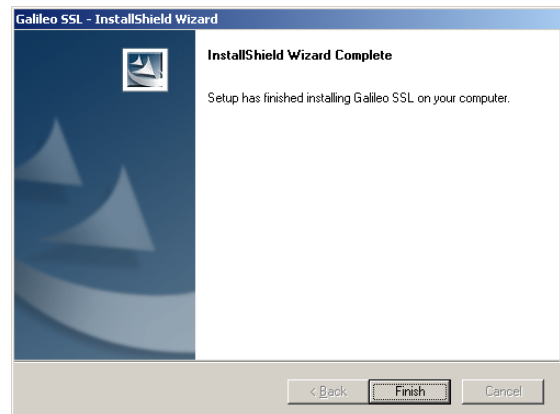 Galileo SSL - InstallShield Wizard
InstallShield Wizard Complete
Setup has finished installing Galileo SSL on your computer.
< Back
Finish
Cancel